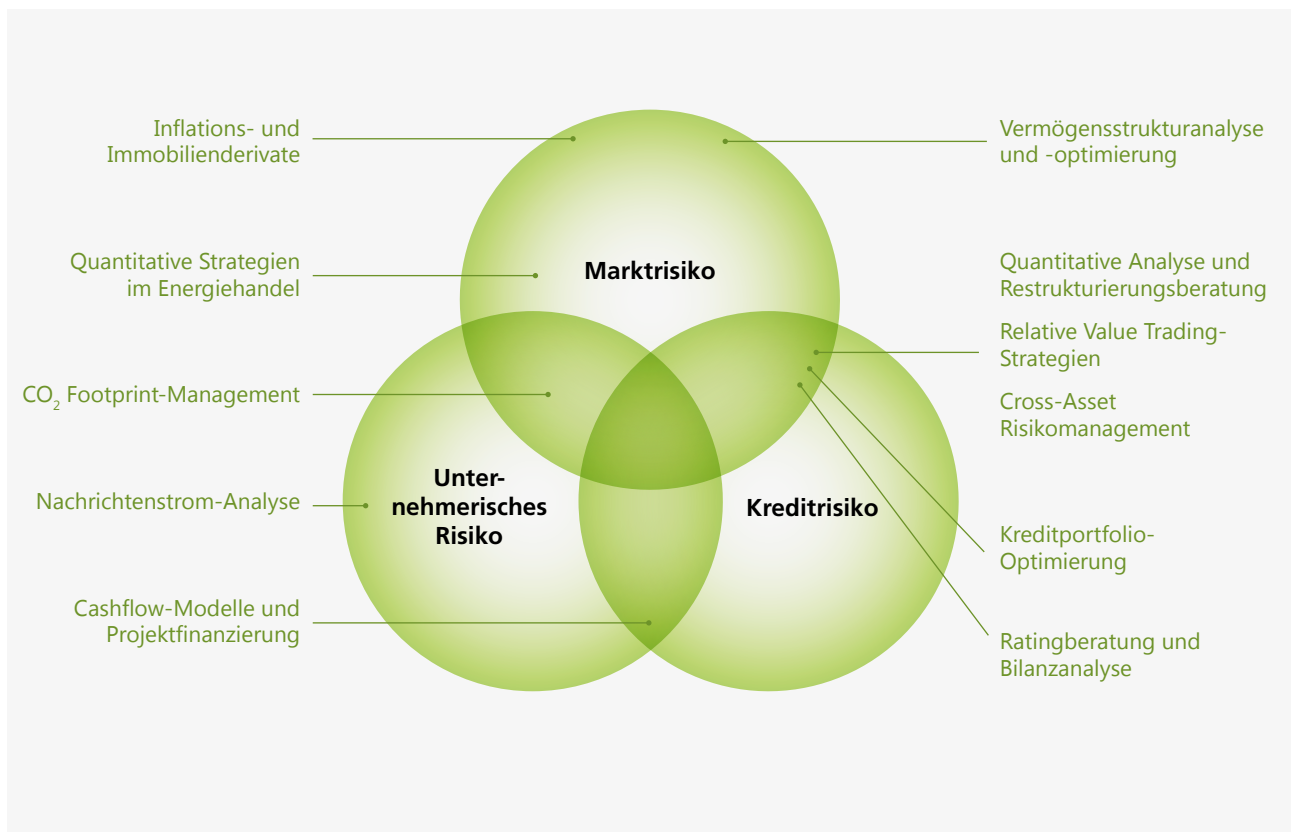 Inflations- und
Immobilienderivate
Quantitative Strategien
im Energiehandel
CO₂ Footprint-Management
Nachrichtenstrom-Analyse
Cashflow-Modelle und
Projektfinanzierung
Marktrisiko
Unter-
nehmerisches
Risiko
Kreditrisiko
Vermögensstrukturanalyse
und -optimierung
Quantitative Analyse und
Restrukturierungsberatung
Relative Value Trading-
Strategien
Cross-Asset
Risikomanagement
Kreditportfolio-
Optimierung
Ratingberatung und
Bilanzanalyse